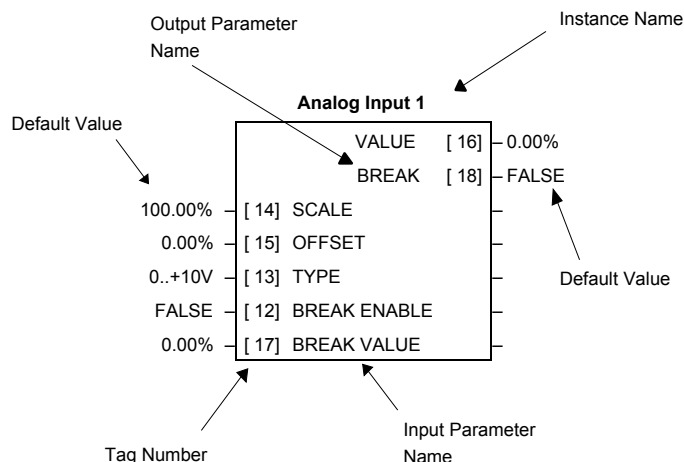 Output Parameter
Name
Instance Name
Analog Input 1
Default Value
VALUE [ 16] – 0.00%
BREAK [ 18] – FALSE
100.00% – [ 14] SCALE –
0.00% – [ 15] OFFSET –
0..+10V – [ 13] TYPE –
FALSE – [ 12] BREAK ENABLE –
0.00% – [ 17] BREAK VALUE –
Default Value
Input Parameter
Name
Tag Number